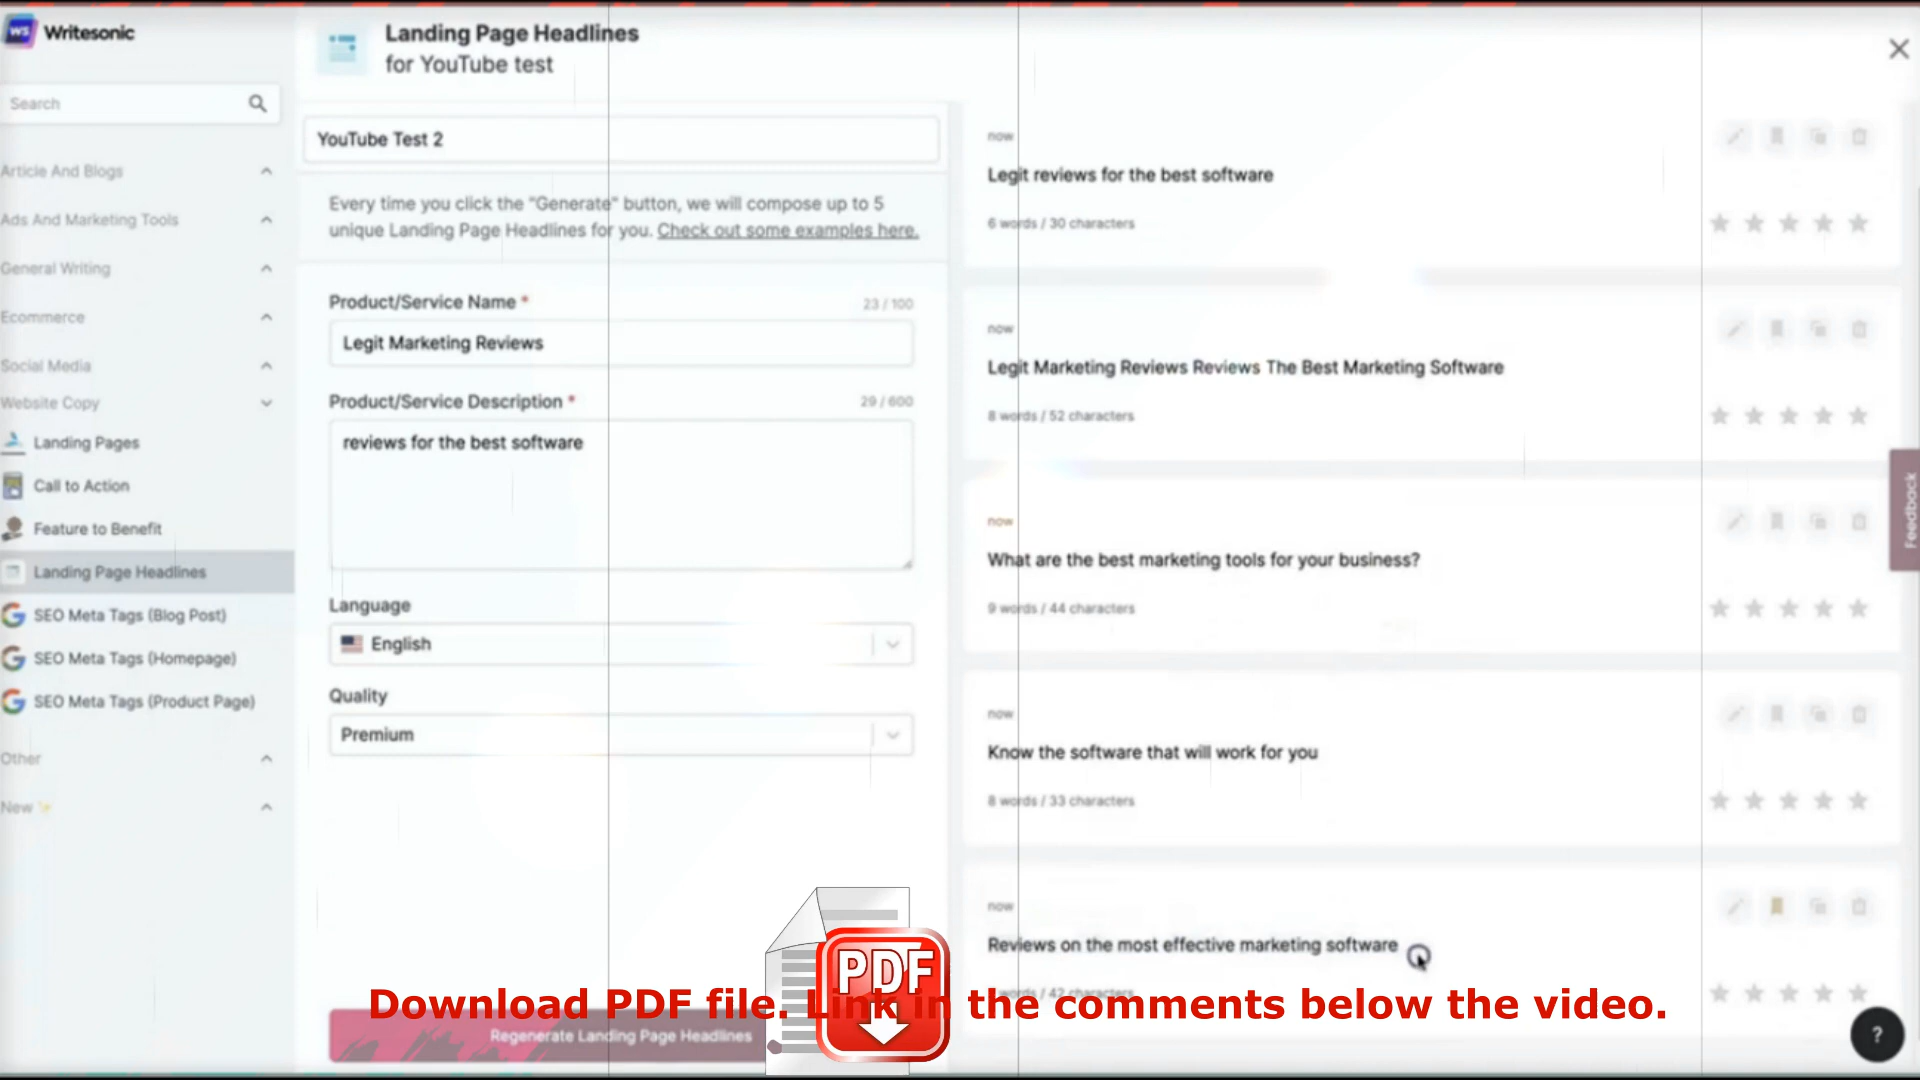 Writesonic
Search
Article And Blogs
Ads And Marketing Tools
General Writing
Ecommerce
Social Media
Website Copy
Landing Pages
Call to Action
Feature to Benefit
Landing Page Headlines
SEO Meta Tags (Blog Post)
SEO Meta Tags (Homepage)
SEO Meta Tags (Product Page)
Other
New
Landing Page Headlines
for YouTube test
YouTube Test 2
Every time you click the "Generate" button, we will compose up to 5
unique Landing Page Headlines for you. Check out some examples here.
Product/Service Name *
23 / 100
Legit Marketing Reviews
Product/Service Description *
29 / 600
reviews for the best software
Language
English
Quality
Premium
Regenerate Landing Page Headlines
now
Legit reviews for the best software
6 words / 30 characters
now
Legit Marketing Reviews Reviews The Best Marketing Software
8 words / 52 characters
now
What are the best marketing tools for your business?
9 words / 44 characters
now
Know the software that will work for you
8 words / 33 characters
now
Reviews on the most effective marketing software
words / 42 characters
Feedback
?
PDF
Download PDF file. Link in the comments below the video.